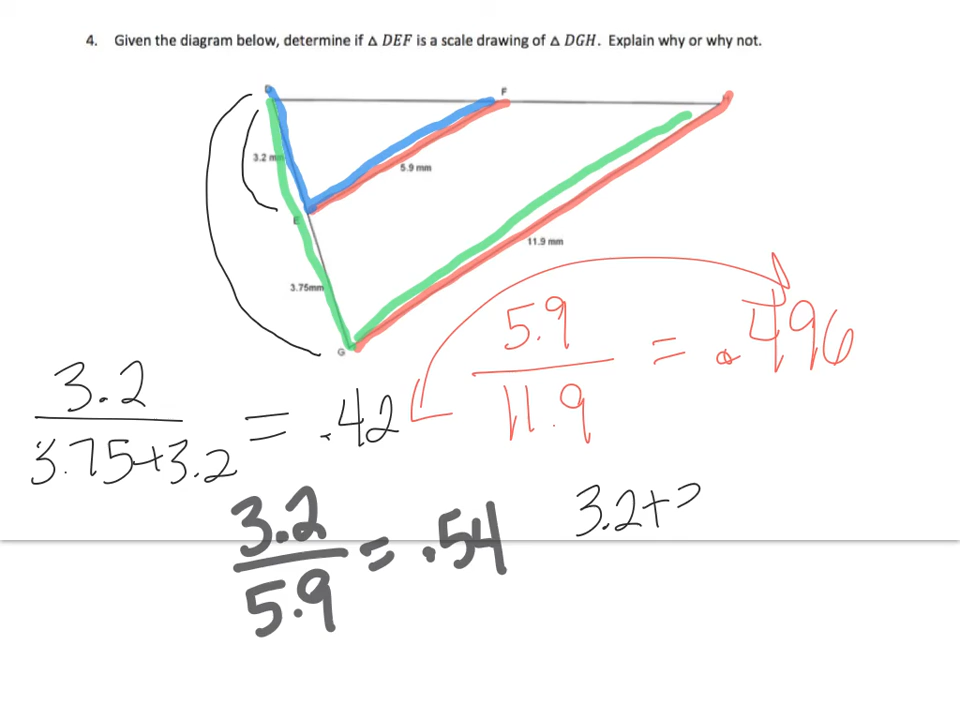 4. Given the diagram below, determine if △ DEF is a scale drawing of △ DGH. Explain why or why not.
F
3.2 mm
5.9 mm
E
11.9 mm
3.75mm
G
5.9 / 11.9 = .496
3.2 / 3.75+3.2 = .42
3.2 / 5.9 = .54
3.2+